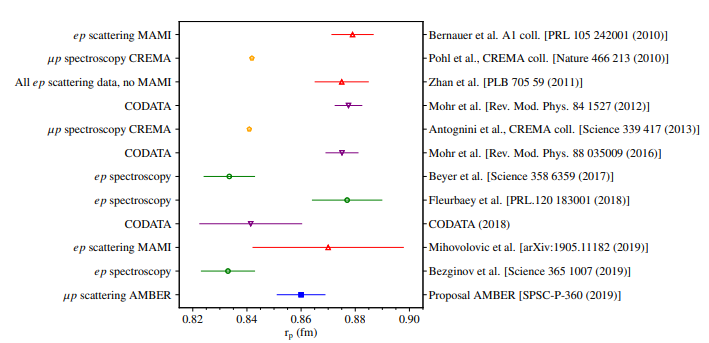 ep scattering MAMI Bernauer et al. A1 coll. [PRL 105 242001 (2010)]
μp spectroscopy CREMA Pohl et al., CREMA coll. [Nature 466 213 (2010)]
All ep scattering data, no MAMI Zhan et al. [PLB 705 59 (2011)]
CODATA Mohr et al. [Rev. Mod. Phys. 84 1527 (2012)]
μp spectroscopy CREMA Antognini et al., CREMA coll. [Science 339 417 (2013)]
CODATA Mohr et al. [Rev. Mod. Phys. 88 035009 (2016)]
ep spectroscopy Beyer et al. [Science 358 6359 (2017)]
ep spectroscopy Fleurbaey et al. [PRL.120 183001 (2018)]
CODATA CODATA (2018)
ep scattering MAMI Mihovolovic et al. [arXiv:1905.11182 (2019)]
ep spectroscopy Bezginov et al. [Science 365 1007 (2019)]
μp scattering AMBER Proposal AMBER [SPSC-P-360 (2019)]
0.82 0.84 0.86 0.88 0.90
r_p (fm)